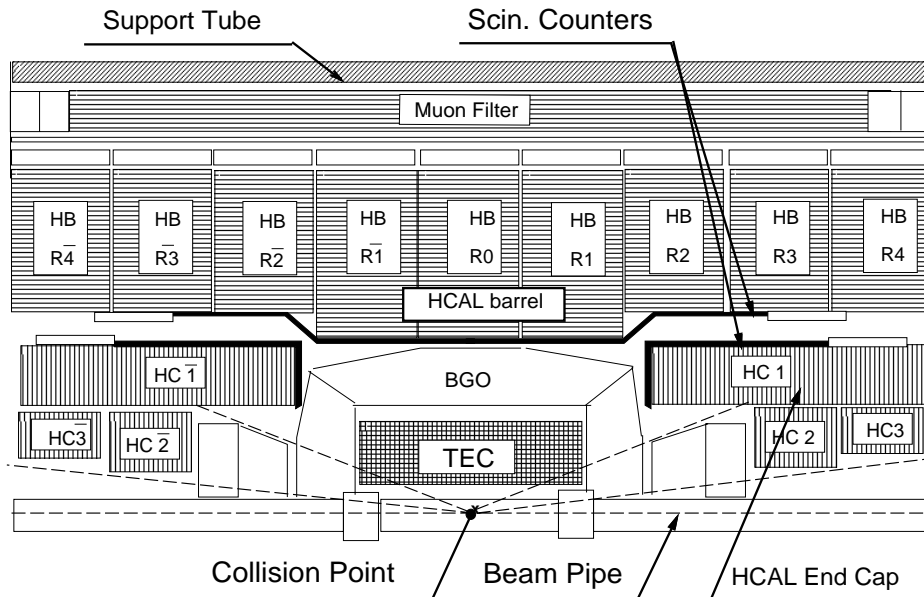 Support Tube
Scin. Counters
Muon Filter
HB HB HB HB HB HB HB HB HB
R4̅ R3̅ R2̅ R1̅ R0 R1 R2 R3 R4
HCAL barrel
HC 1̅
BGO
HC 1
HC3̅
HC 2̅
TEC
HC 2
HC3
Collision Point
Beam Pipe
HCAL End Cap